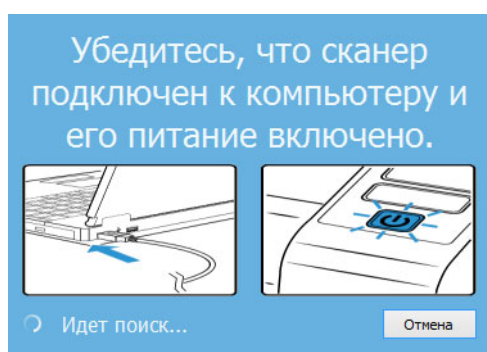 Убедитесь, что сканер
подключен к компьютеру и
его питание включено.
Идет поиск...
Отмена